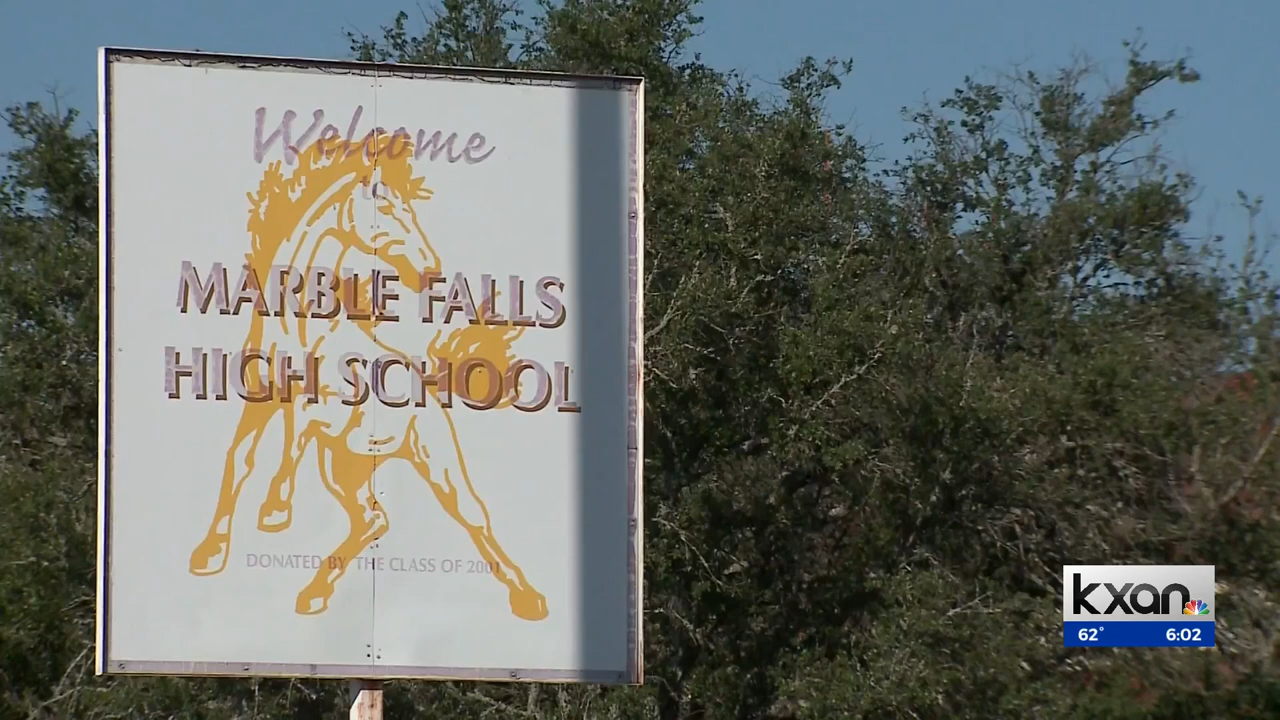 Welcome
to
MARBLE FALLS
HIGH SCHOOL
DONATED BY THE CLASS OF 2001
kxan
62° 6:02